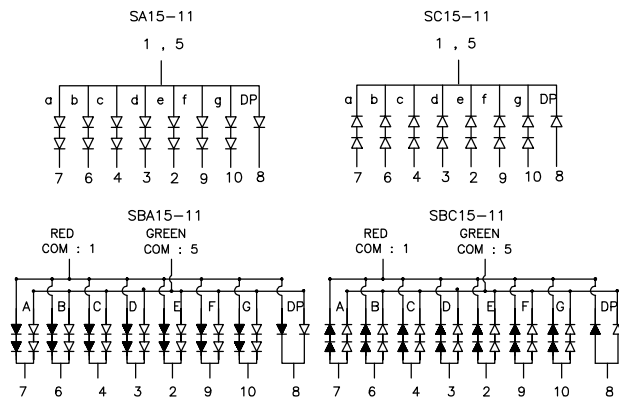 SA15-11
1 , 5
a b c d e f g DP
7 6 4 3 2 9 10 8
SC15-11
1 , 5
a b c d e f g DP
7 6 4 3 2 9 10 8
SBA15-11
RED GREEN
COM : 1 COM : 5
A B C D E F G DP
7 6 4 3 2 9 10 8
SBC15-11
RED GREEN
COM : 1 COM : 5
A B C D E F G DP
7 6 4 3 2 9 10 8